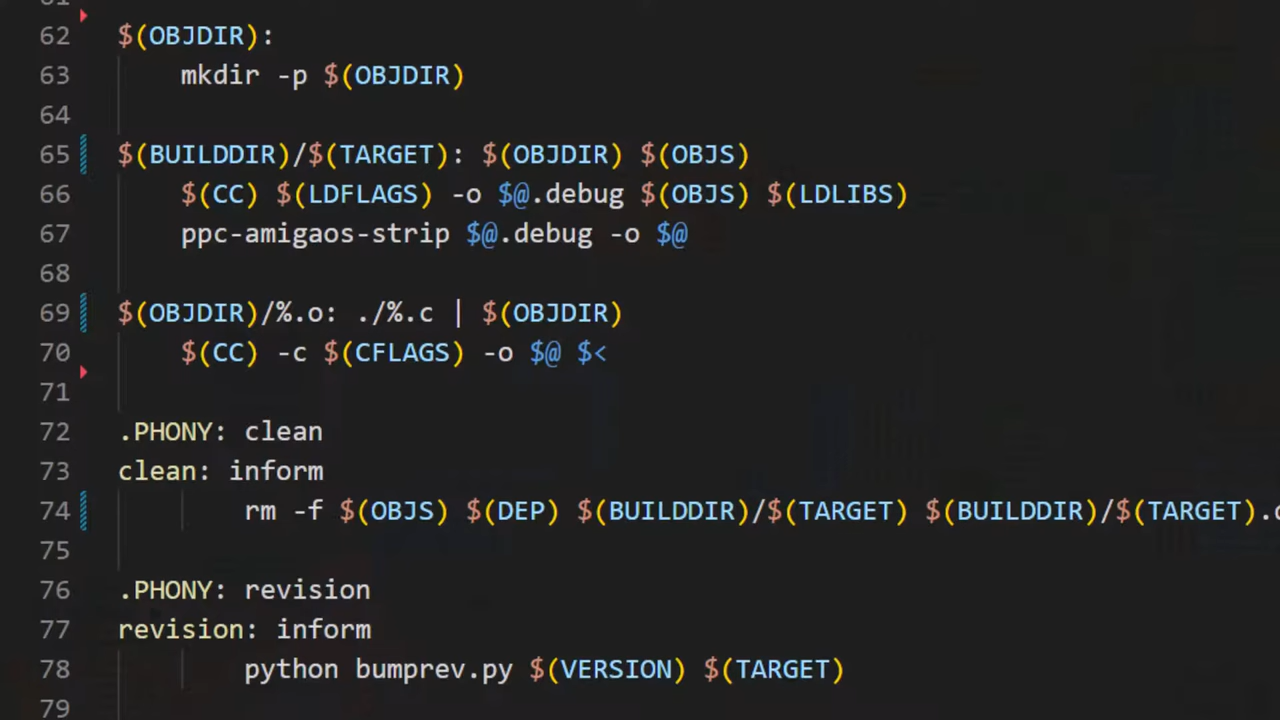 62 $(OBJDIR):
63 mkdir -p $(OBJDIR)
64
65 $(BUILDDIR)/$(TARGET): $(OBJDIR) $(OBJS)
66 $(CC) $(LDFLAGS) -o $@.debug $(OBJS) $(LDLIBS)
67 ppc-amigaos-strip $@.debug -o $@
68
69 $(OBJDIR)/%.o: ./%.c | $(OBJDIR)
70 $(CC) -c $(CFLAGS) -o $@ $<
71
72 .PHONY: clean
73 clean: inform
74 rm -f $(OBJS) $(DEP) $(BUILDDIR)/$(TARGET) $(BUILDDIR)/$(TARGET).
75
76 .PHONY: revision
77 revision: inform
78 python bumprev.py $(VERSION) $(TARGET)
79